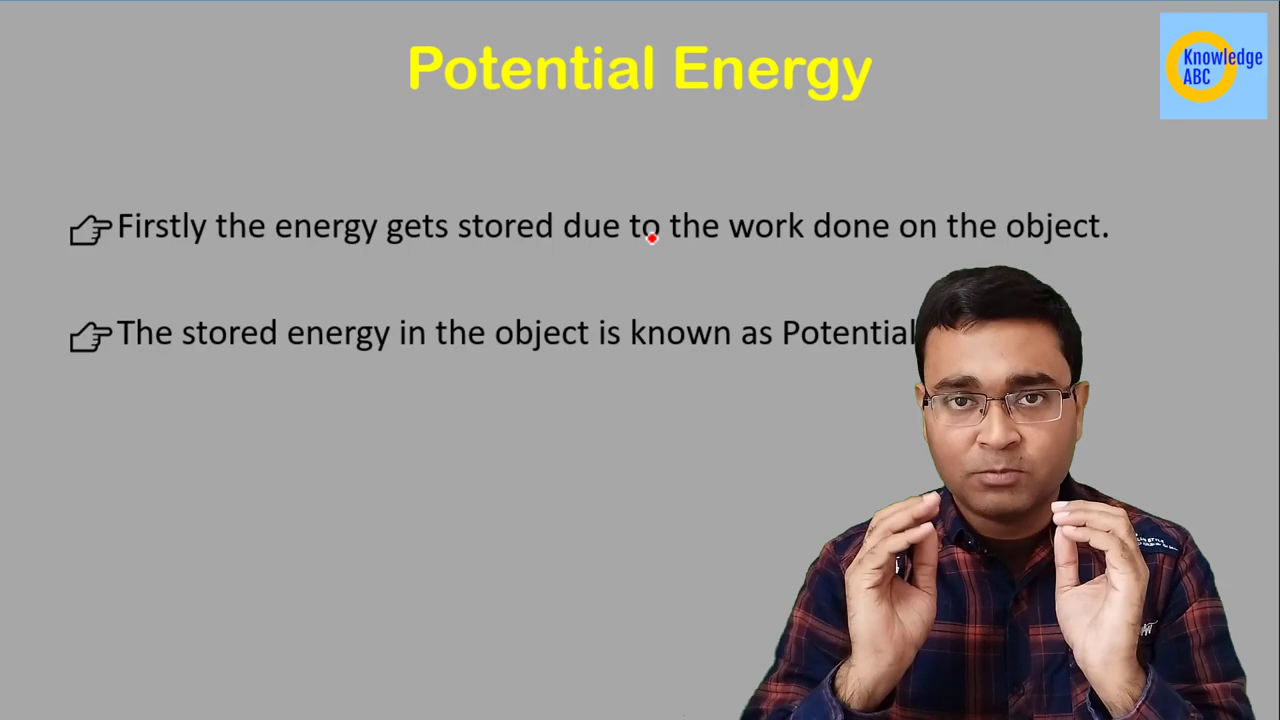 Potential Energy
Knowledge
ABC
Firstly the energy gets stored due to the work done on the object.
The stored energy in the object is known as Potential